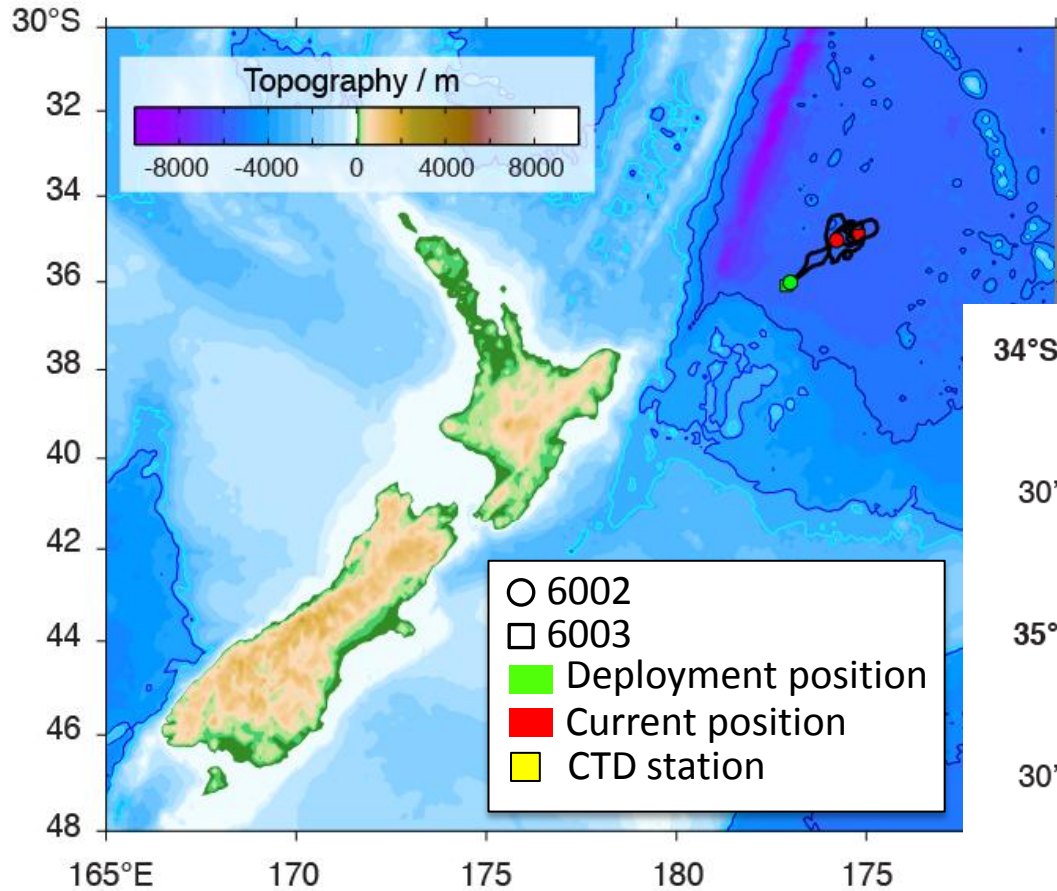 30°S
32
34
36
38
40
42
44
46
48
Topography / m
-8000 -4000 0 4000 8000
6002
6003
Deployment position
Current position
CTD station
165°E 170 175 180 175
34°S
30'
35°
30'